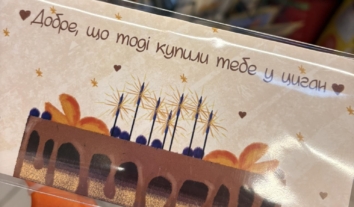 Добре, що тоді купили тебе у циган